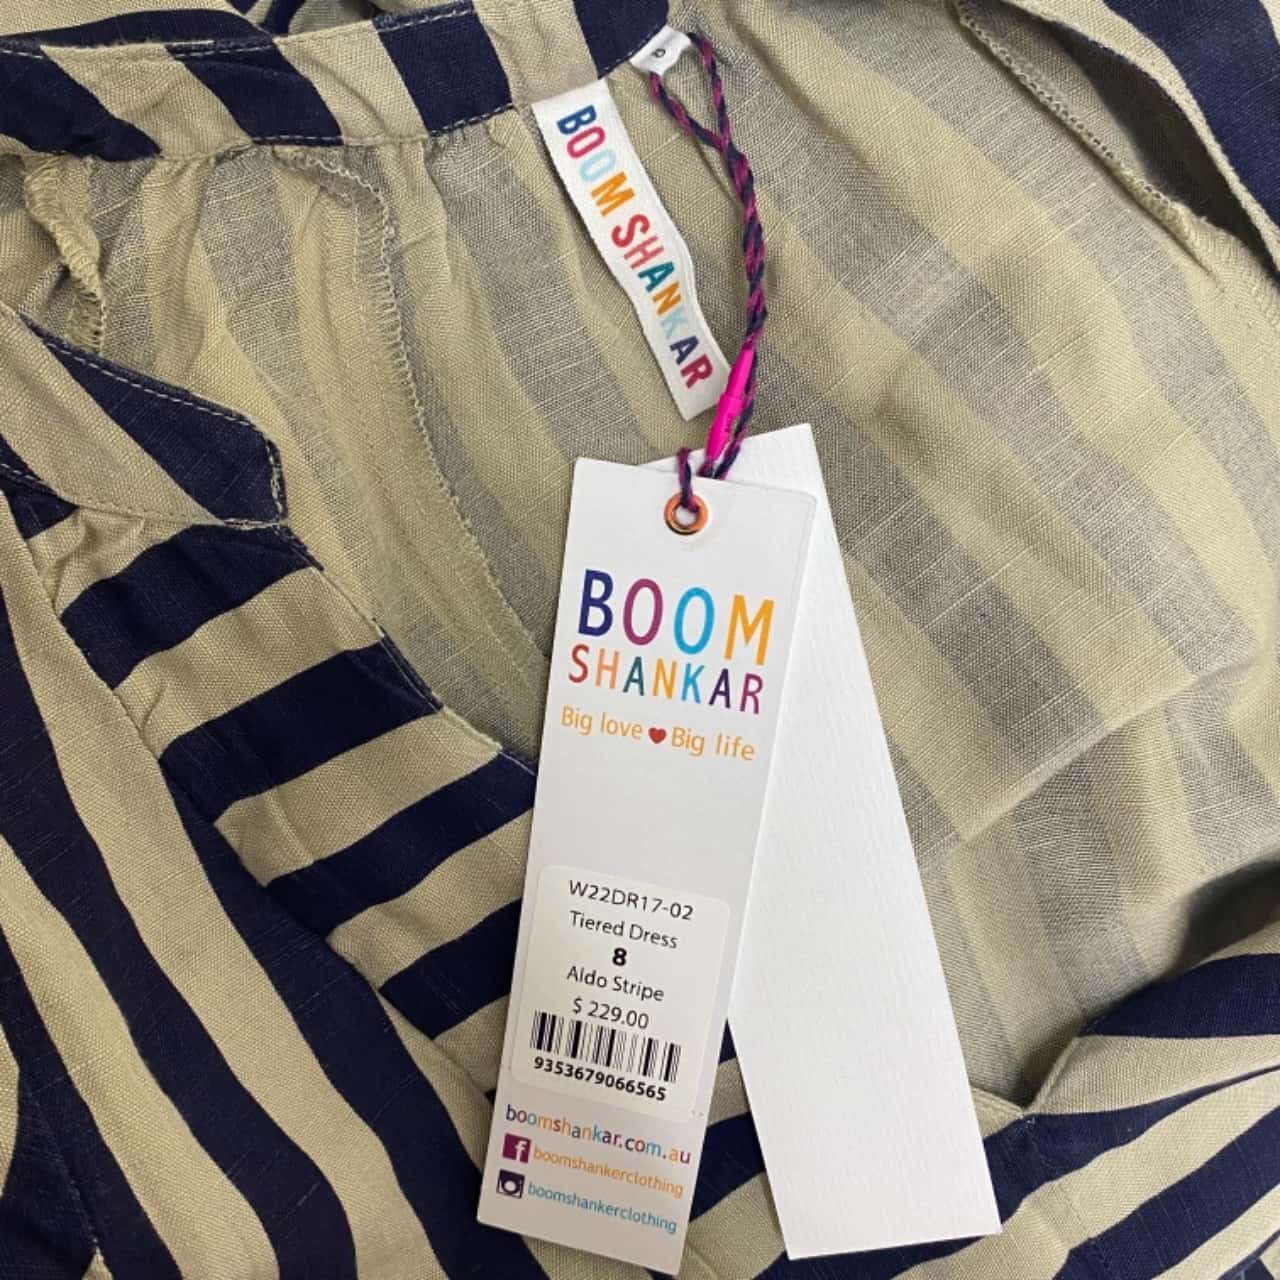 8
BOOM SHANKAR
BOOM
SHANKAR
Big love Big life
W22DR17-02
Tiered Dress
8
Aldo Stripe
$ 229.00
9353679066565
boomshankar.com.au
f boomshankerclothing
boomshankerclothing